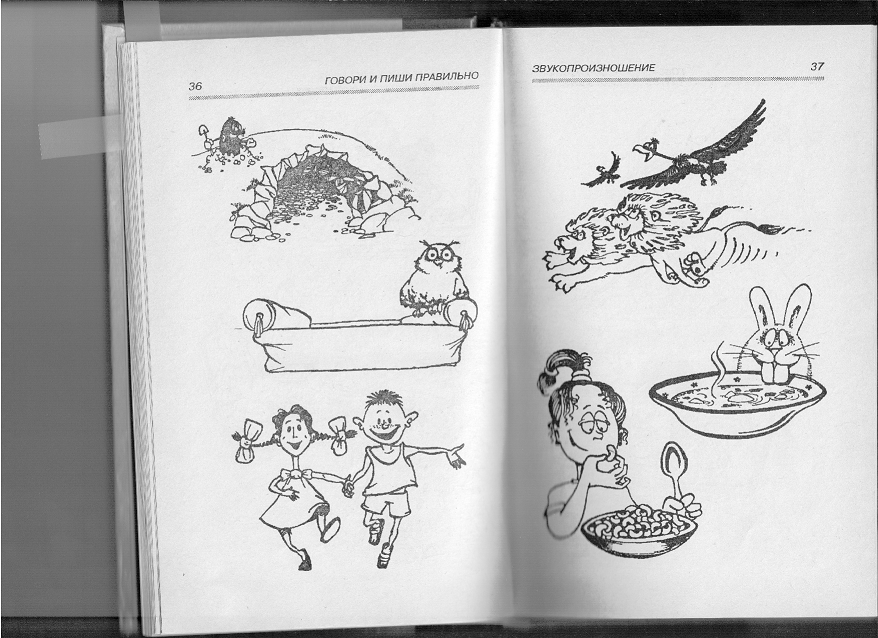 36
ГОВОРИ И ПИШИ ПРАВИЛЬНО
ЗВУКОПРОИЗНОШЕНИЕ
37